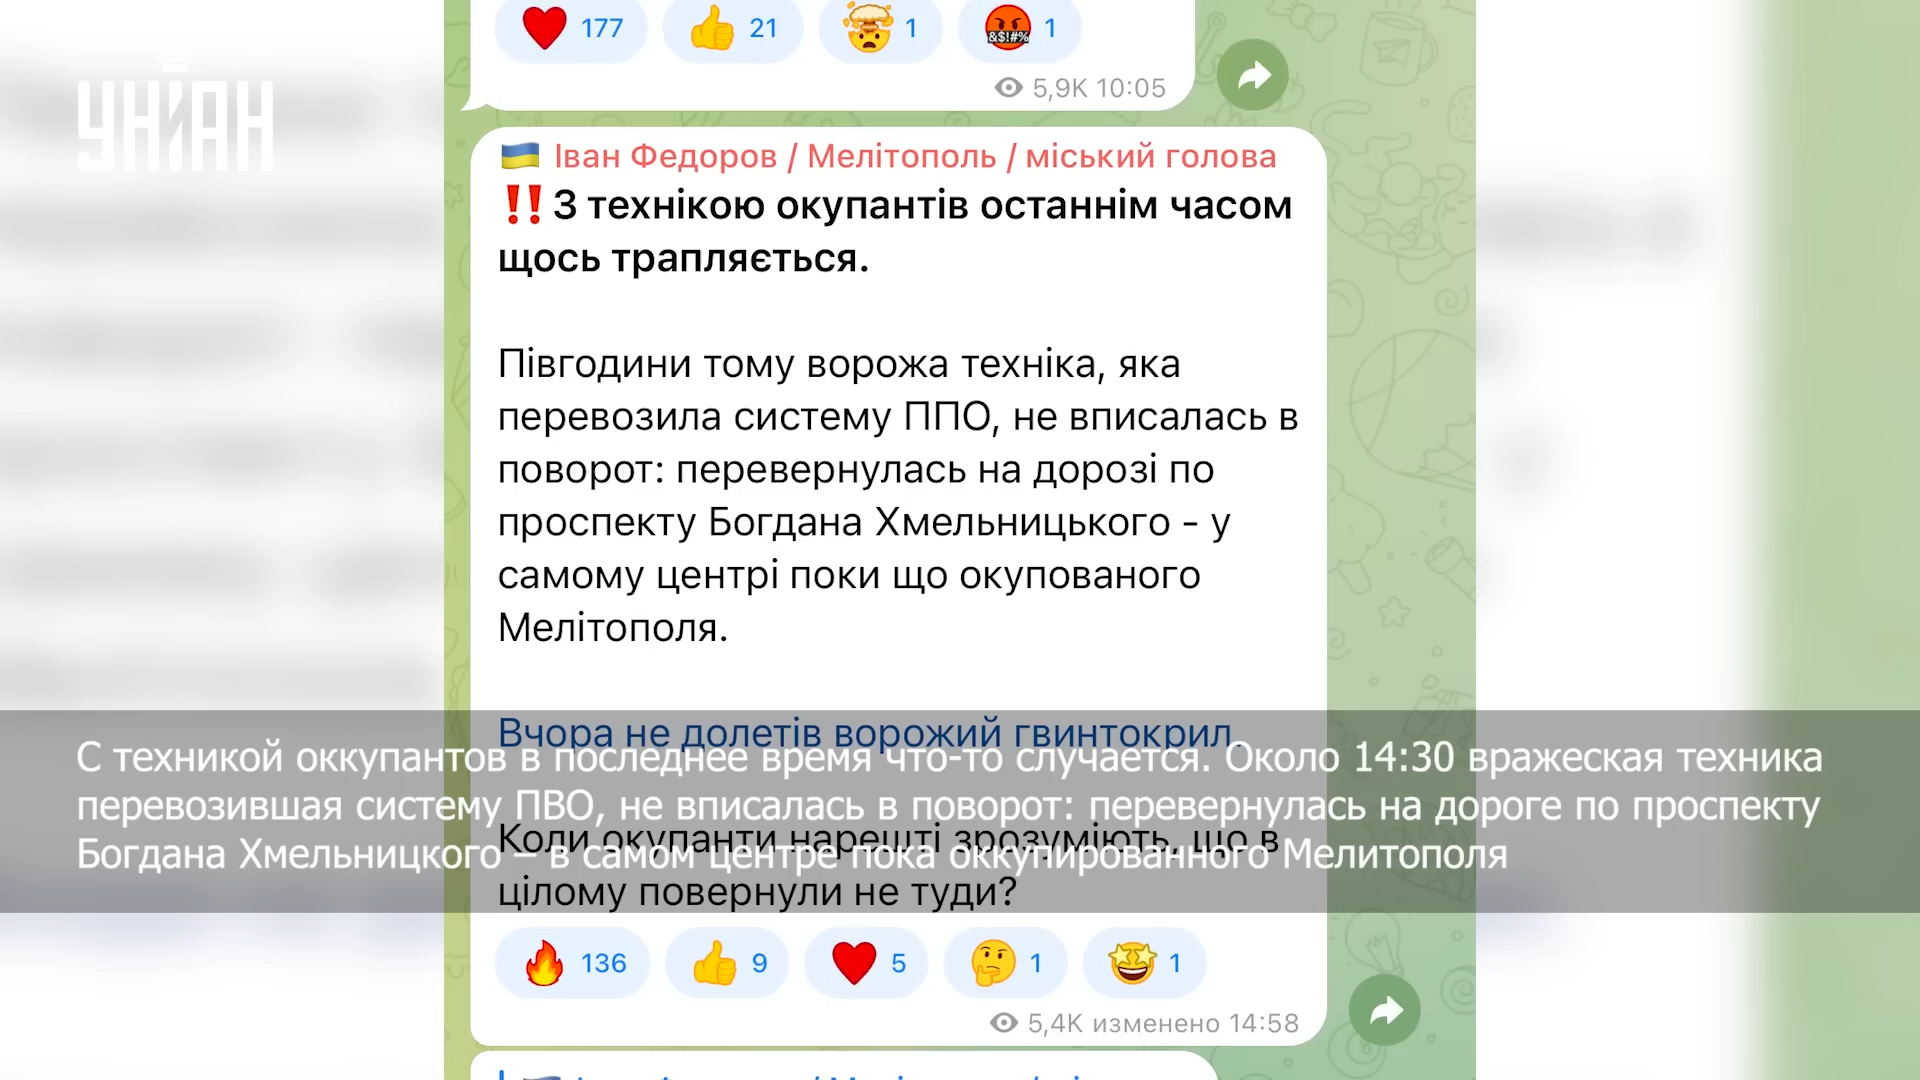 177 21 1 1
5,9K 10:05
УНІАН
Іван Федоров / Мелітополь / міський голова
‼️З технікою окупантів останнім часом
щось трапляється.
Півгодини тому ворожа техніка, яка
перевозила систему ППО, не вписалась в
поворот: перевернулась на дорозі по
проспекту Богдана Хмельницького - у
самому центрі поки що окупованого
Мелітополя.
Вчора не долетів ворожий гвинтокрил.
Коли окупанти нарешті зрозуміють, що в
цілому повернули не туди?
С техникой оккупантов в последнее время что-то случается. Около 14:30 вражеская техника
перевозившая систему ПВО, не вписалась в поворот: перевернулась на дороге по проспекту
Богдана Хмельницкого – в самом центре пока оккупированного Мелитополя
136 9 5 1 1
5,4K изменено 14:58